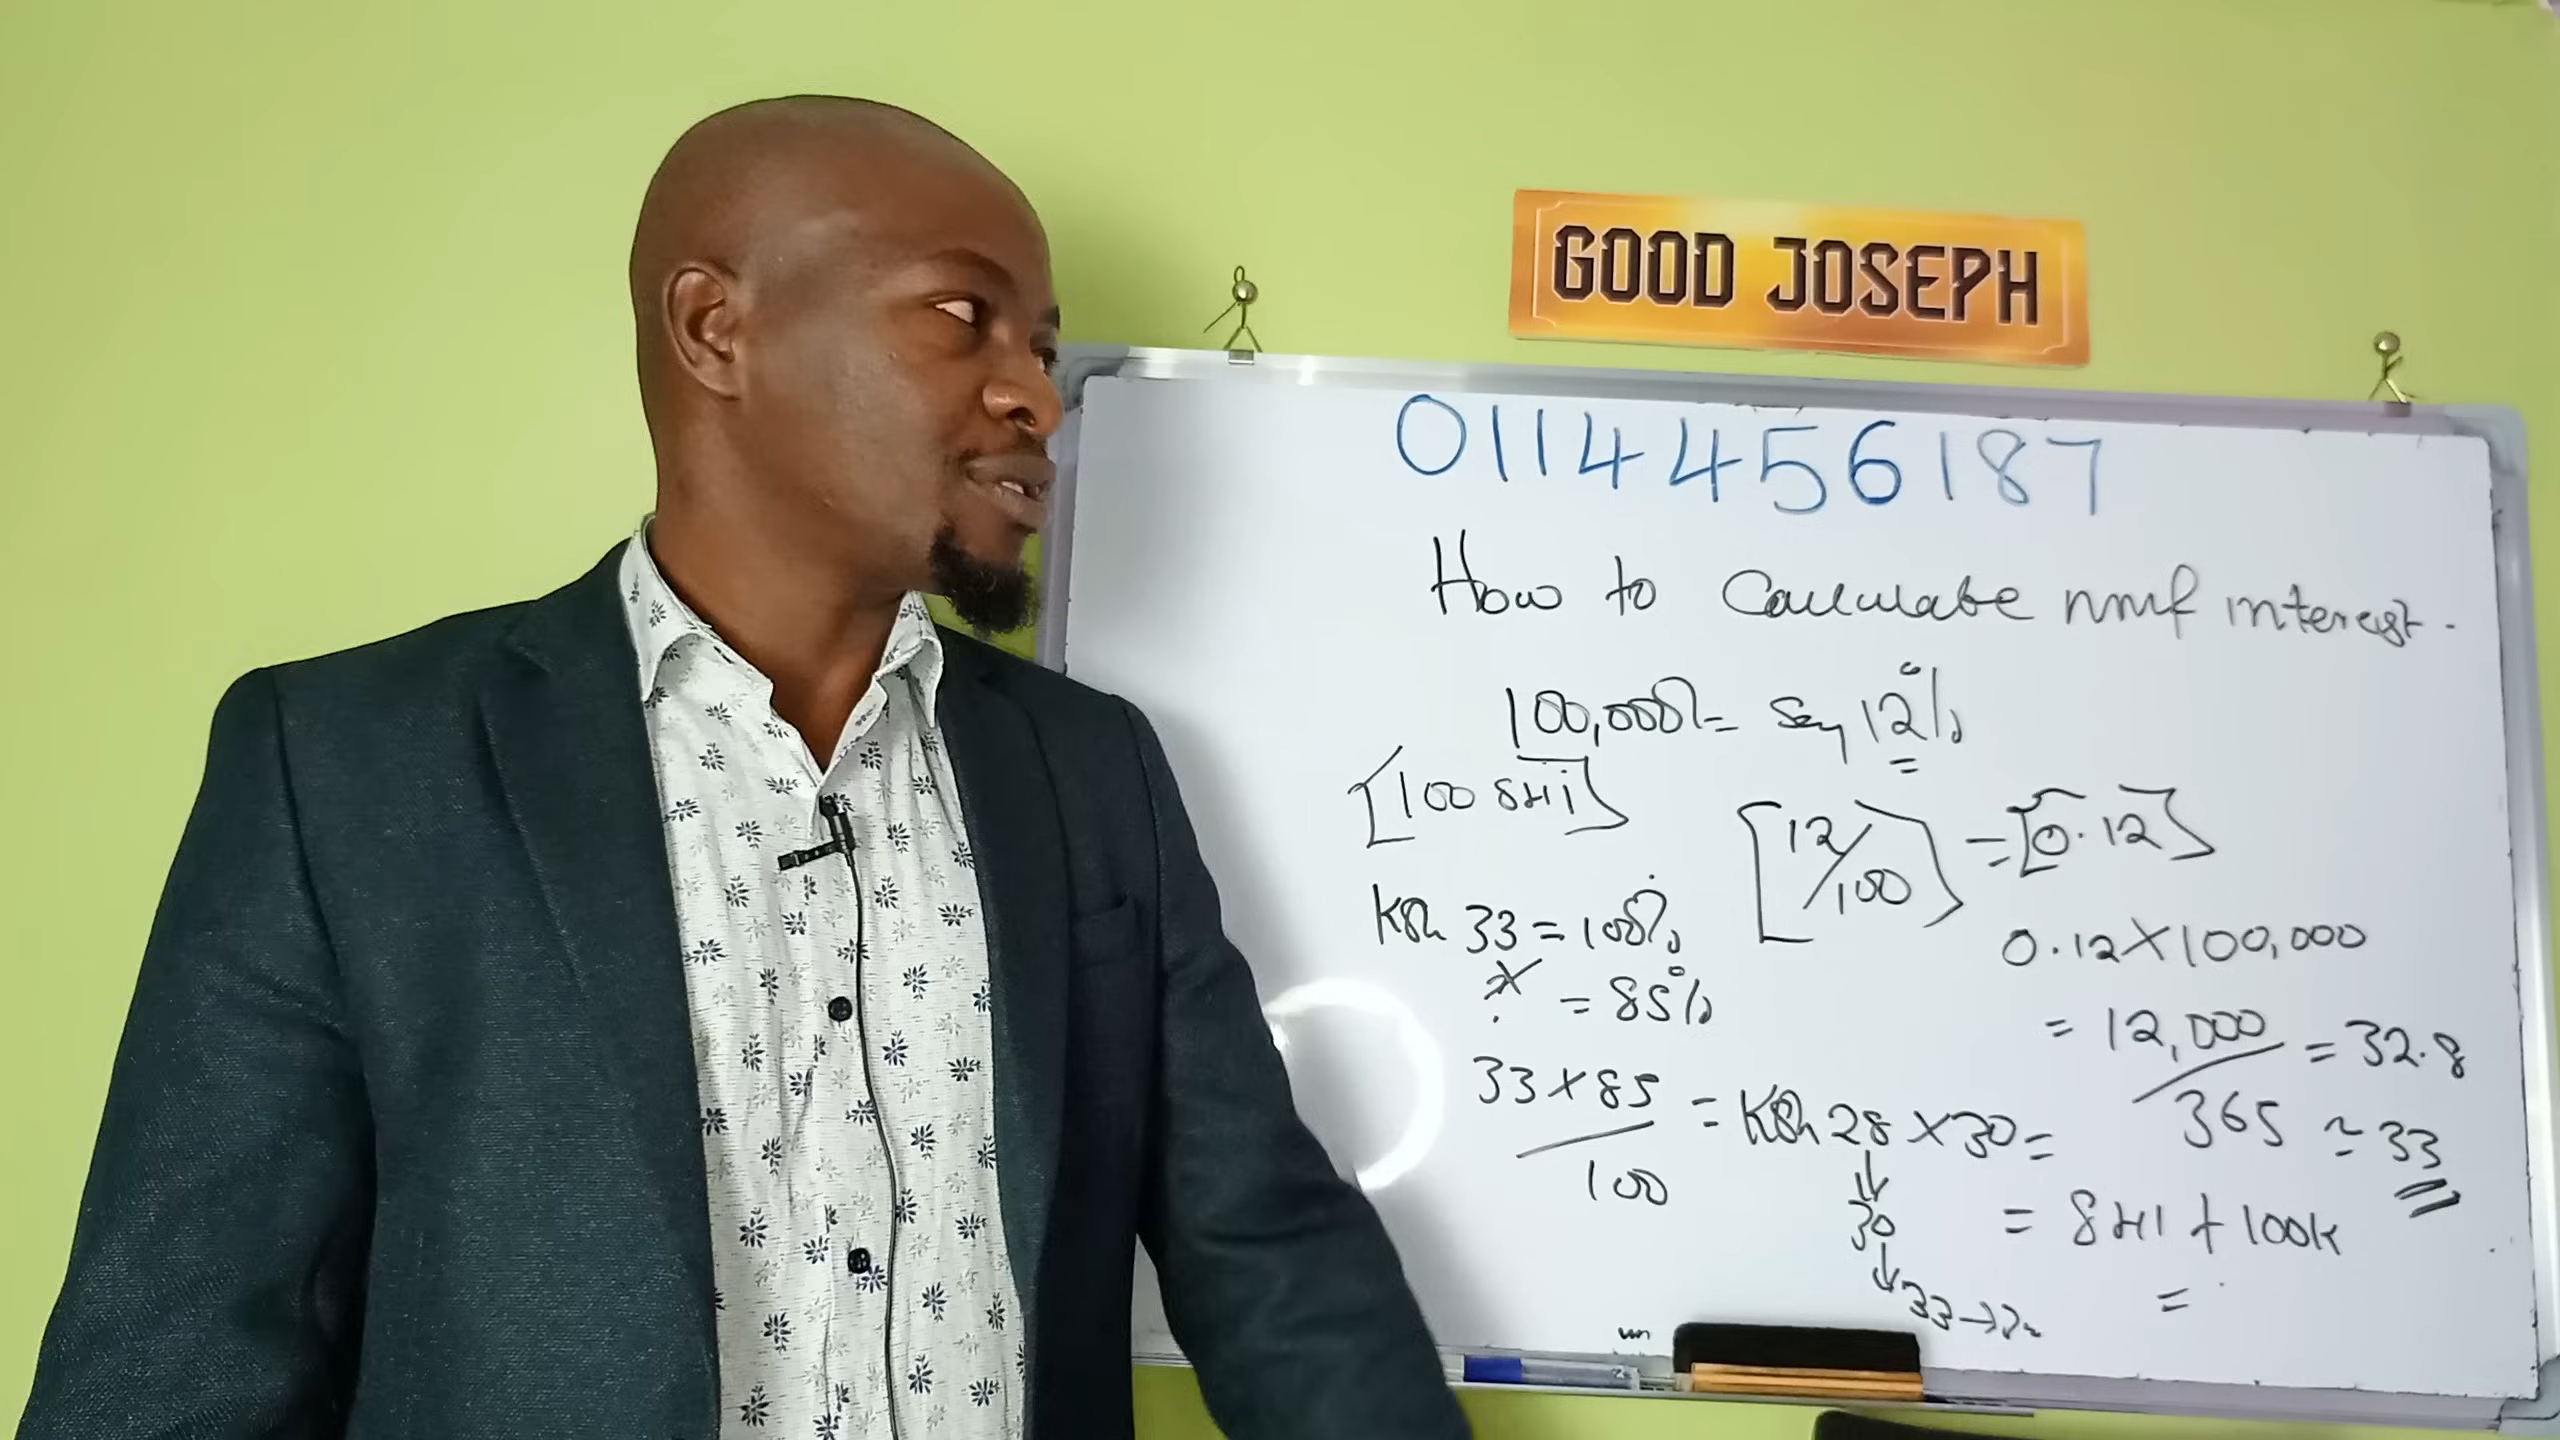 GOOD JOSEPH
0114456187
How to Calculate mmf interest.
100,000/= Say 12%
[100 841]
[12/100] = [0.12]
Ksh 33 = 100%
0.12 X 100,000
X = 85%
= 12,000/365 = 32.8
≈ 33
33 X 85/100 = Ksh 28 X 30 =
30
= 841 + 100K
33 →
=